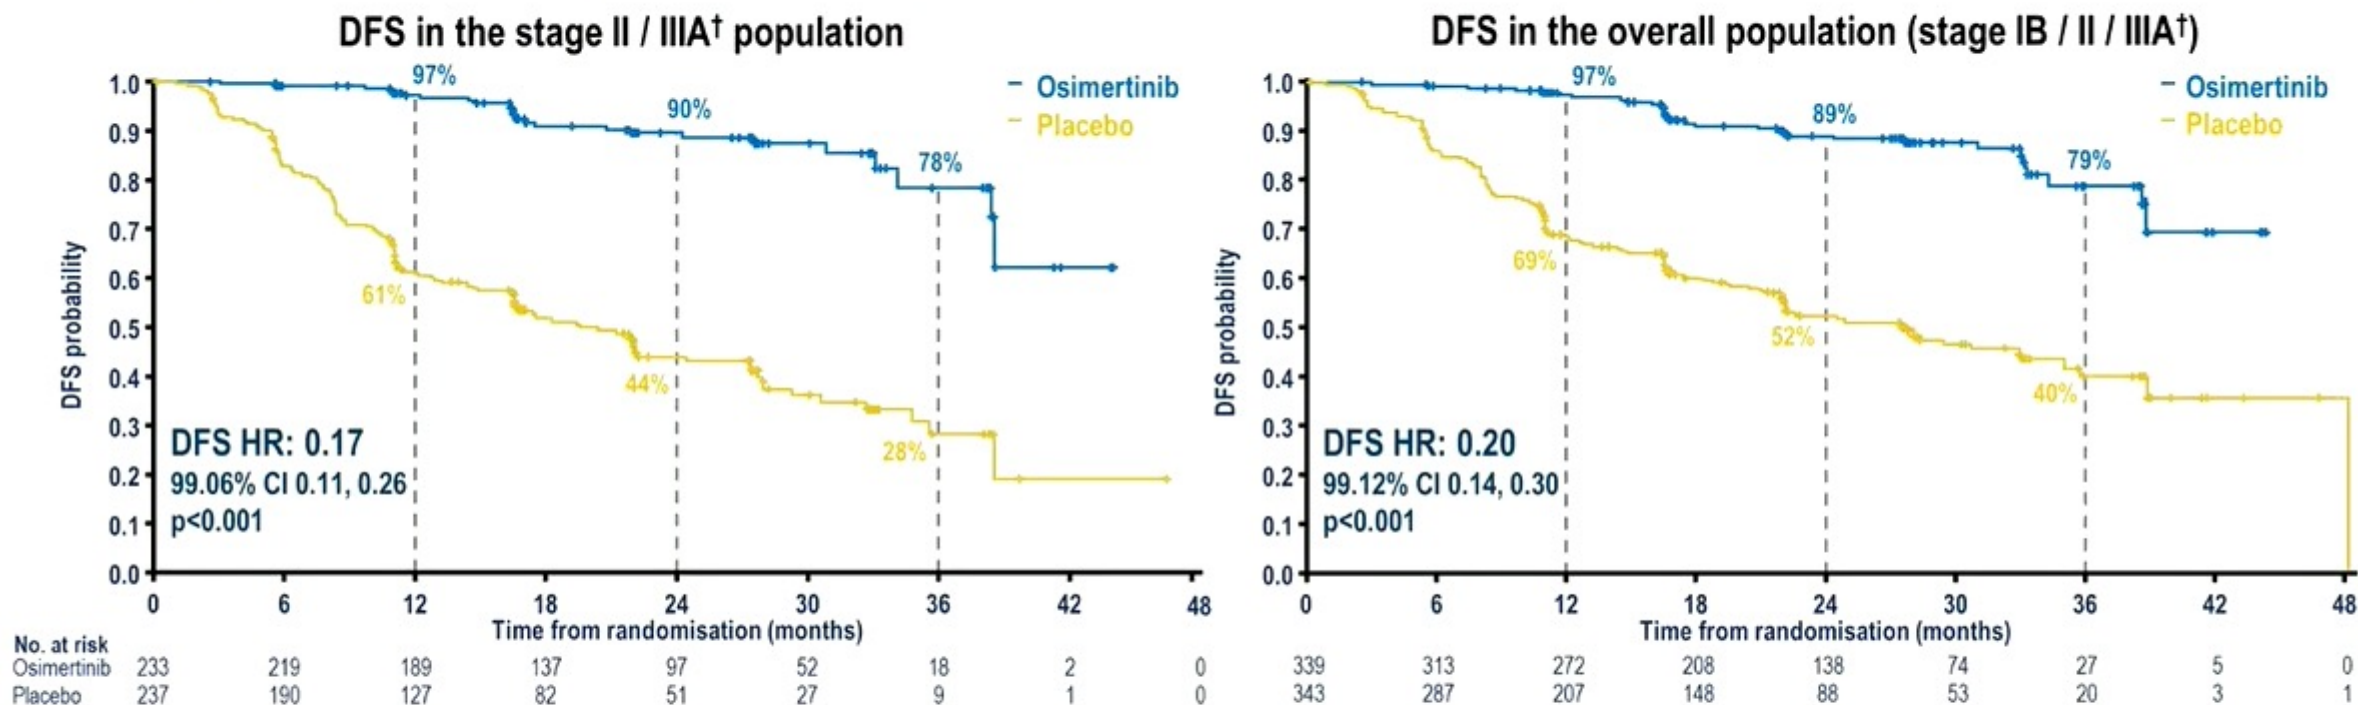 DFS in the stage II / IIIA† population
Osimertinib
Placebo
97%
90%
78%
61%
44%
28%
DFS HR: 0.17
99.06% CI 0.11, 0.26
p<0.001
DFS probability
1.0
0.9
0.8
0.7
0.6
0.5
0.4
0.3
0.2
0.1
0.0
0 6 12 18 24 30 36 42 48
Time from randomisation (months)
No. at risk
Osimertinib 233 219 189 137 97 52 18 2 0
Placebo 237 190 127 82 51 27 9 1 0
DFS in the overall population (stage IB / II / IIIA†)
Osimertinib
Placebo
97%
89%
79%
69%
52%
40%
DFS HR: 0.20
99.12% CI 0.14, 0.30
p<0.001
DFS probability
1.0
0.9
0.8
0.7
0.6
0.5
0.4
0.3
0.2
0.1
0.0
0 6 12 18 24 30 36 42 48
Time from randomisation (months)
339 313 272 208 138 74 27 5 0
343 287 207 148 88 53 20 3 1